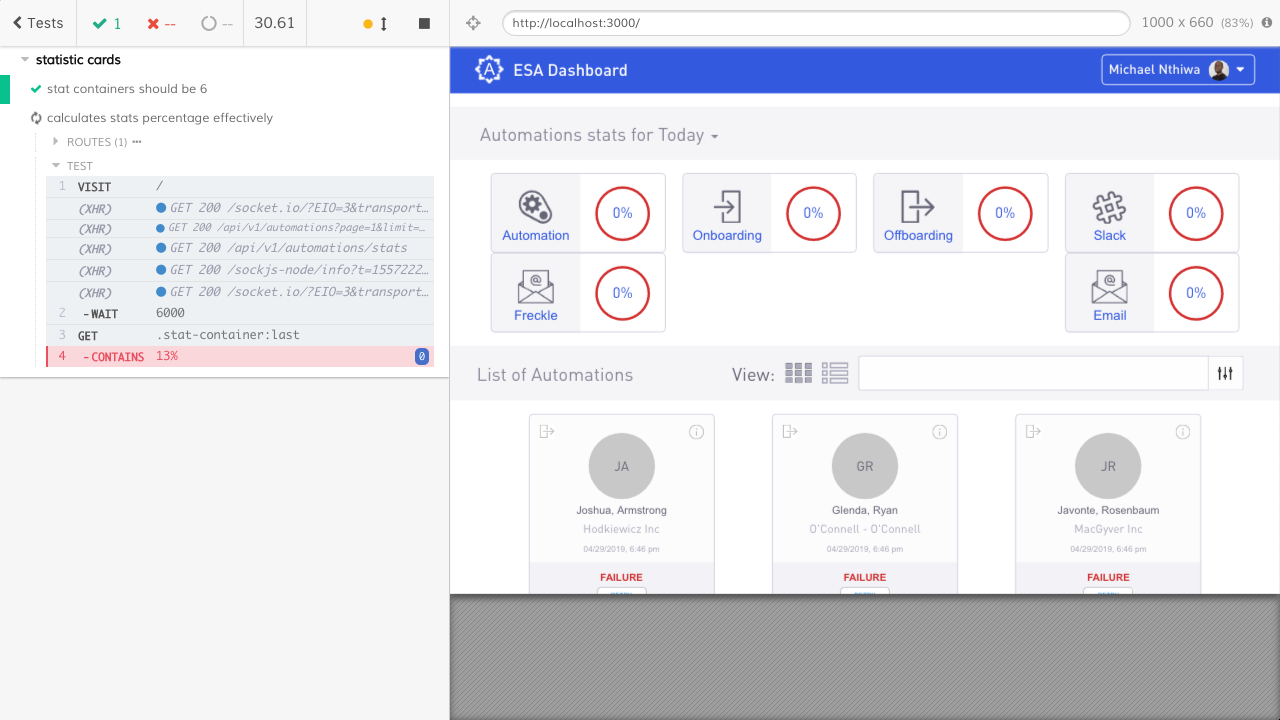 Tests
1
--
--
30.61
http://localhost:3000/
1000 x 660 (83%)
statistic cards
stat containers should be 6
calculates stats percentage effectively
ROUTES (1)
TEST
1 VISIT /
(XHR) GET 200 /socket.io/?EIO=3&transport…
(XHR) GET 200 /api/v1/automations?page=1&limit=…
(XHR) GET 200 /api/v1/automations/stats
(XHR) GET 200 /sockjs-node/info?t=1557222…
(XHR) GET 200 /socket.io/?EIO=3&transport…
2 -WAIT 6000
3 GET .stat-container:last
4 -CONTAINS 13% 0
A ESA Dashboard
Michael Nthiwa
Automations stats for Today
Automation 0%
Onboarding 0%
Offboarding 0%
Slack 0%
Freckle 0%
Email 0%
List of Automations
View:
JA
Joshua, Armstrong
Hodkiewicz Inc
04/29/2019, 6:46 pm
FAILURE
GR
Glenda, Ryan
O'Connell - O'Connell
04/29/2019, 6:46 pm
FAILURE
JR
Javonte, Rosenbaum
MacGyver Inc
04/29/2019, 6:46 pm
FAILURE